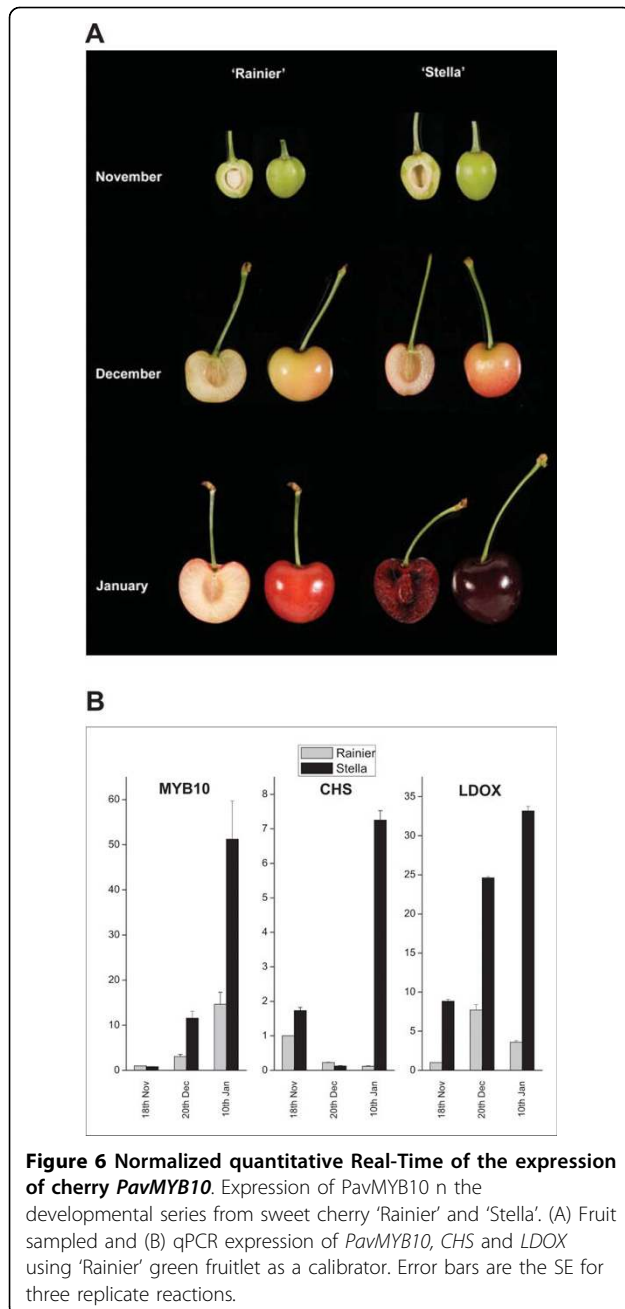 A
'Rainier' 'Stella'
November
December
January
B
Rainier
Stella
MYB10 CHS LDOX
60
50
40
30
20
10
0
8
7
6
5
4
3
2
1
0
35
30
25
20
15
10
5
0
18th Nov 20th Dec 10th Jan 18th Nov 20th Dec 10th Jan 18th Nov 20th Dec 10th Jan
Figure 6 Normalized quantitative Real-Time of the expression
of cherry PavMYB10. Expression of PavMYB10 n the
developmental series from sweet cherry 'Rainier' and 'Stella'. (A) Fruit
sampled and (B) qPCR expression of PavMYB10, CHS and LDOX
using 'Rainier' green fruitlet as a calibrator. Error bars are the SE for
three replicate reactions.